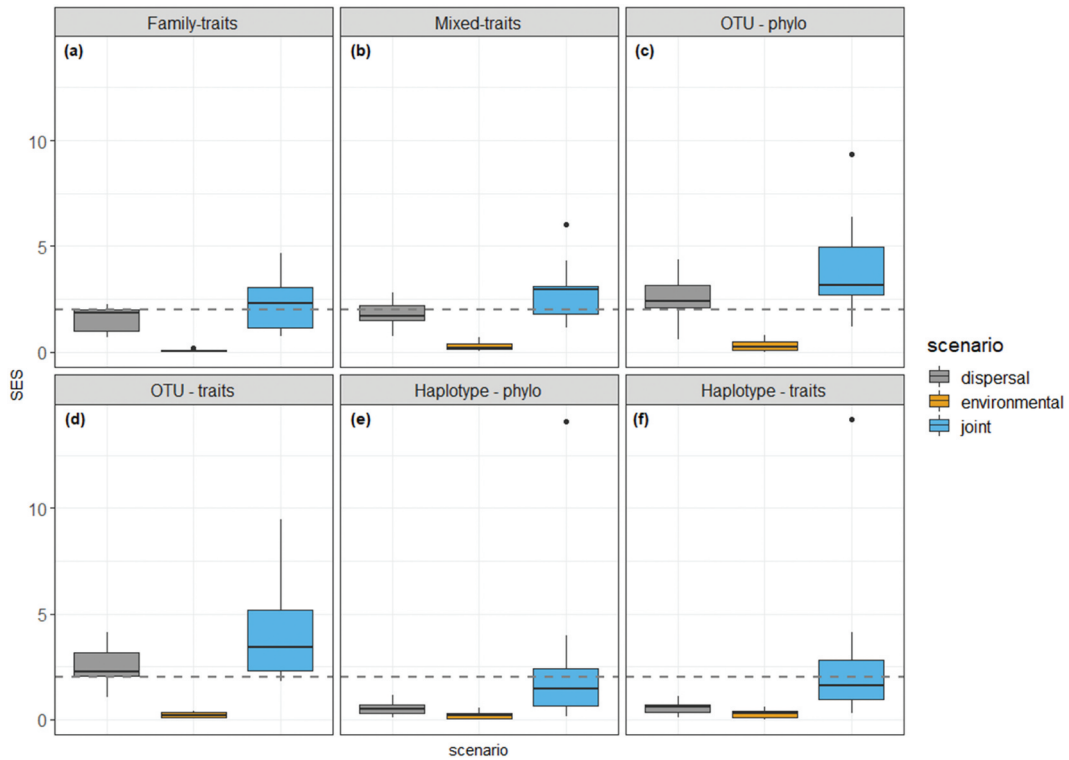 Family-traits
Mixed-traits
OTU - phylo
(a)
(b)
(c)
10
5
0
SES
OTU - traits
Haplotype - phylo
Haplotype - traits
(d)
(e)
(f)
10
5
0
scenario
scenario
dispersal
environmental
joint